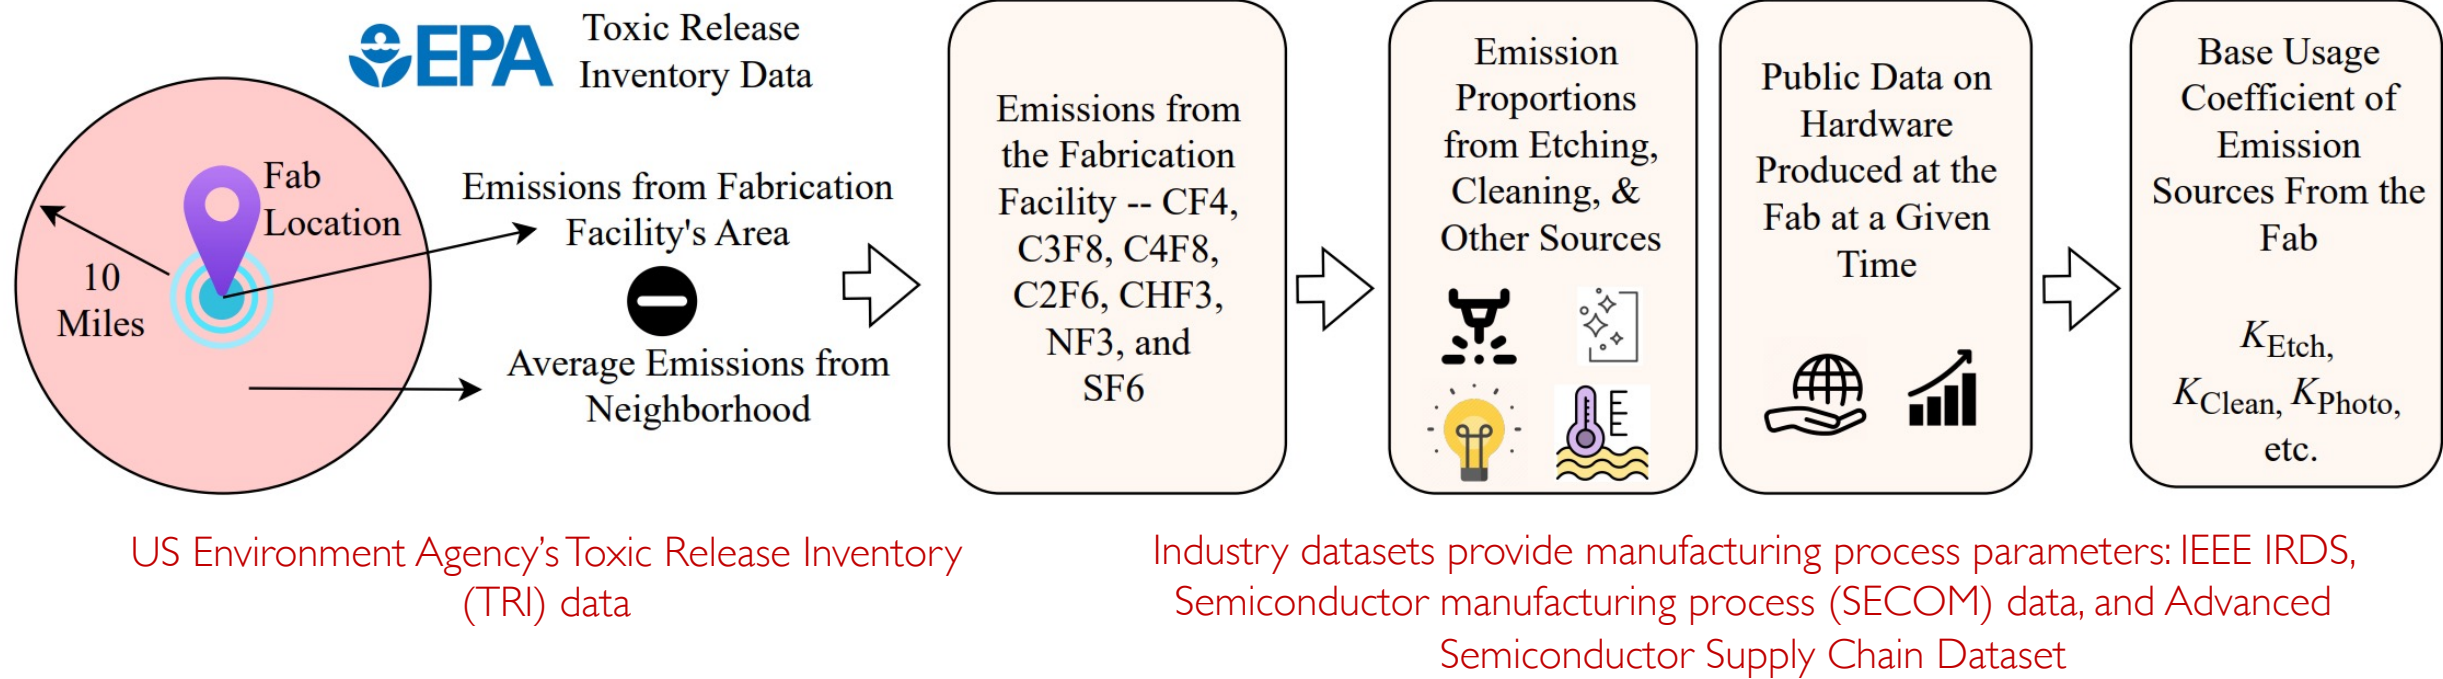 EPA
Toxic Release
Inventory Data
Fab
Location
10
Miles
Emissions from Fabrication
Facility's Area
Average Emissions from
Neighborhood
Emissions from
the Fabrication
Facility -- CF4,
C3F8, C4F8,
C2F6, CHF3,
NF3, and
SF6
Emission
Proportions
from Etching,
Cleaning, &
Other Sources
E
E
Public Data on
Hardware
Produced at the
Fab at a Given
Time
Base Usage
Coefficient of
Emission
Sources From the
Fab
KEtch,
KClean, KPhoto,
etc.
US Environment Agency's Toxic Release Inventory
(TRI) data
Industry datasets provide manufacturing process parameters: IEEE IRDS,
Semiconductor manufacturing process (SECOM) data, and Advanced
Semiconductor Supply Chain Dataset